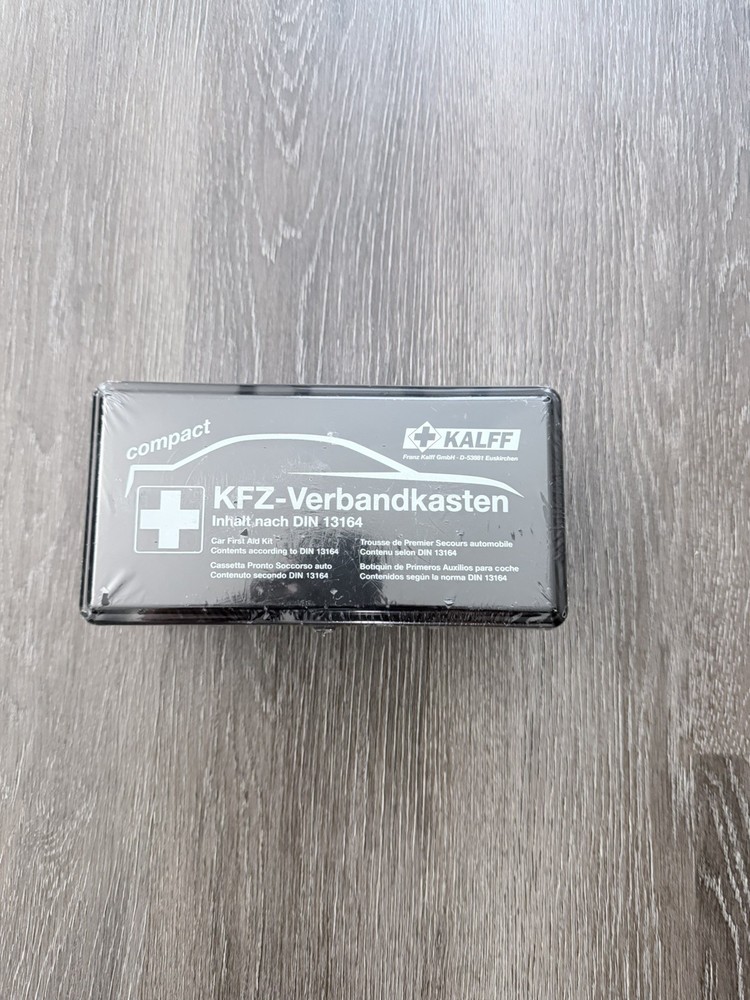 compact
KALFF
Franz Kalff GmbH · D-53881 Euskirchen
KFZ-Verbandkasten
Inhalt nach DIN 13164
Car First Aid Kit
Contents according to DIN 13164
Trousse de Premier Secours automobile
Contenu selon DIN 13164
Cassetta Pronto Soccorso auto
Contenuto secondo DIN 13164
Botiquin de Primeros Auxilios para coche
Contenidos según la norma DIN 13164